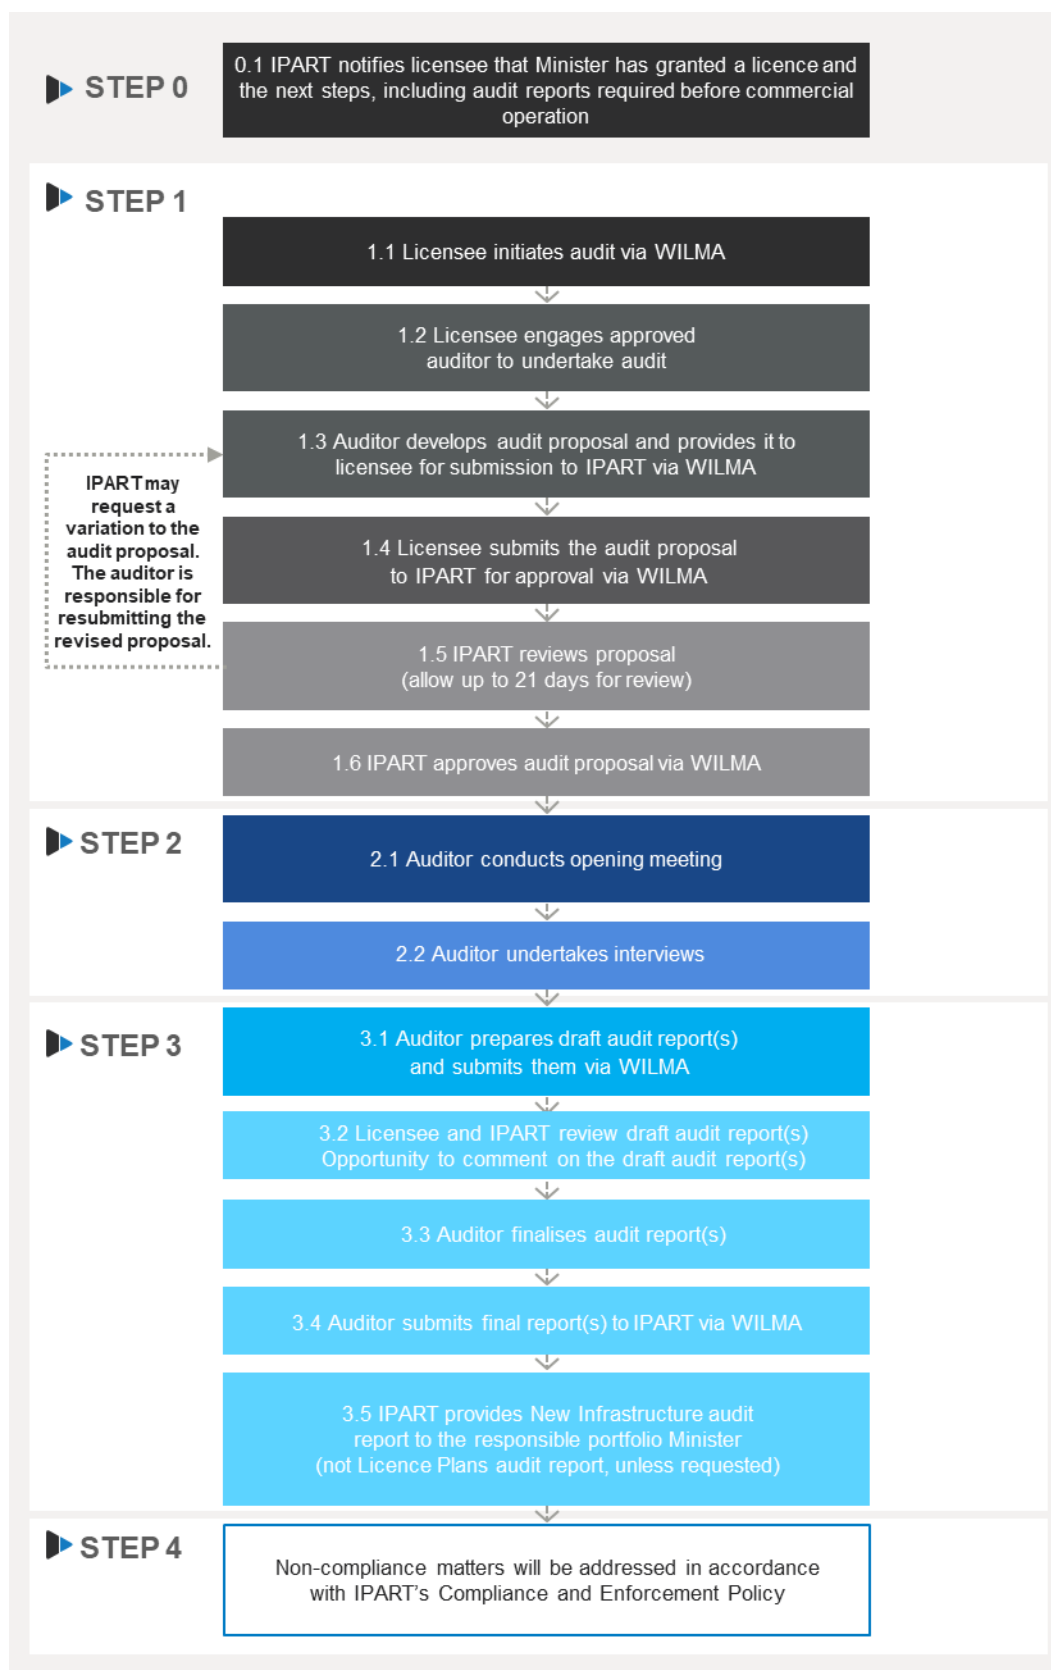 STEP 0
0.1 IPART notifies licensee that Minister has granted a licence and
the next steps, including audit reports required before commercial
operation
STEP 1
1.1 Licensee initiates audit via WILMA
1.2 Licensee engages approved
auditor to undertake audit
1.3 Auditor develops audit proposal and provides it to
licensee for submission to IPART via WILMA
IPART may
request a
variation to the
audit proposal.
The auditor is
responsible for
resubmitting the
revised proposal.
1.4 Licensee submits the audit proposal
to IPART for approval via WILMA
1.5 IPART reviews proposal
(allow up to 21 days for review)
1.6 IPART approves audit proposal via WILMA
STEP 2
2.1 Auditor conducts opening meeting
2.2 Auditor undertakes interviews
STEP 3
3.1 Auditor prepares draft audit report(s)
and submits them via WILMA
3.2 Licensee and IPART review draft audit report(s)
Opportunity to comment on the draft audit report(s)
3.3 Auditor finalises audit report(s)
3.4 Auditor submits final report(s) to IPART via WILMA
3.5 IPART provides New Infrastructure audit
report to the responsible portfolio Minister
(not Licence Plans audit report, unless requested)
STEP 4
Non-compliance matters will be addressed in accordance
with IPART's Compliance and Enforcement Policy